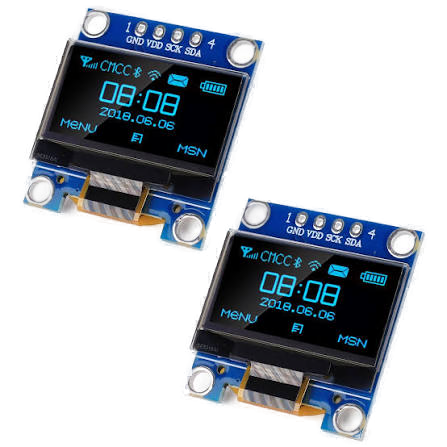 1 4
GND VDD SCK SDA
CMCC
08:08
2018.06.06
MENU
MSN
1 4
GND VDD SCK SDA
CMCC
08:08
2018.06.06
MENU
MSN